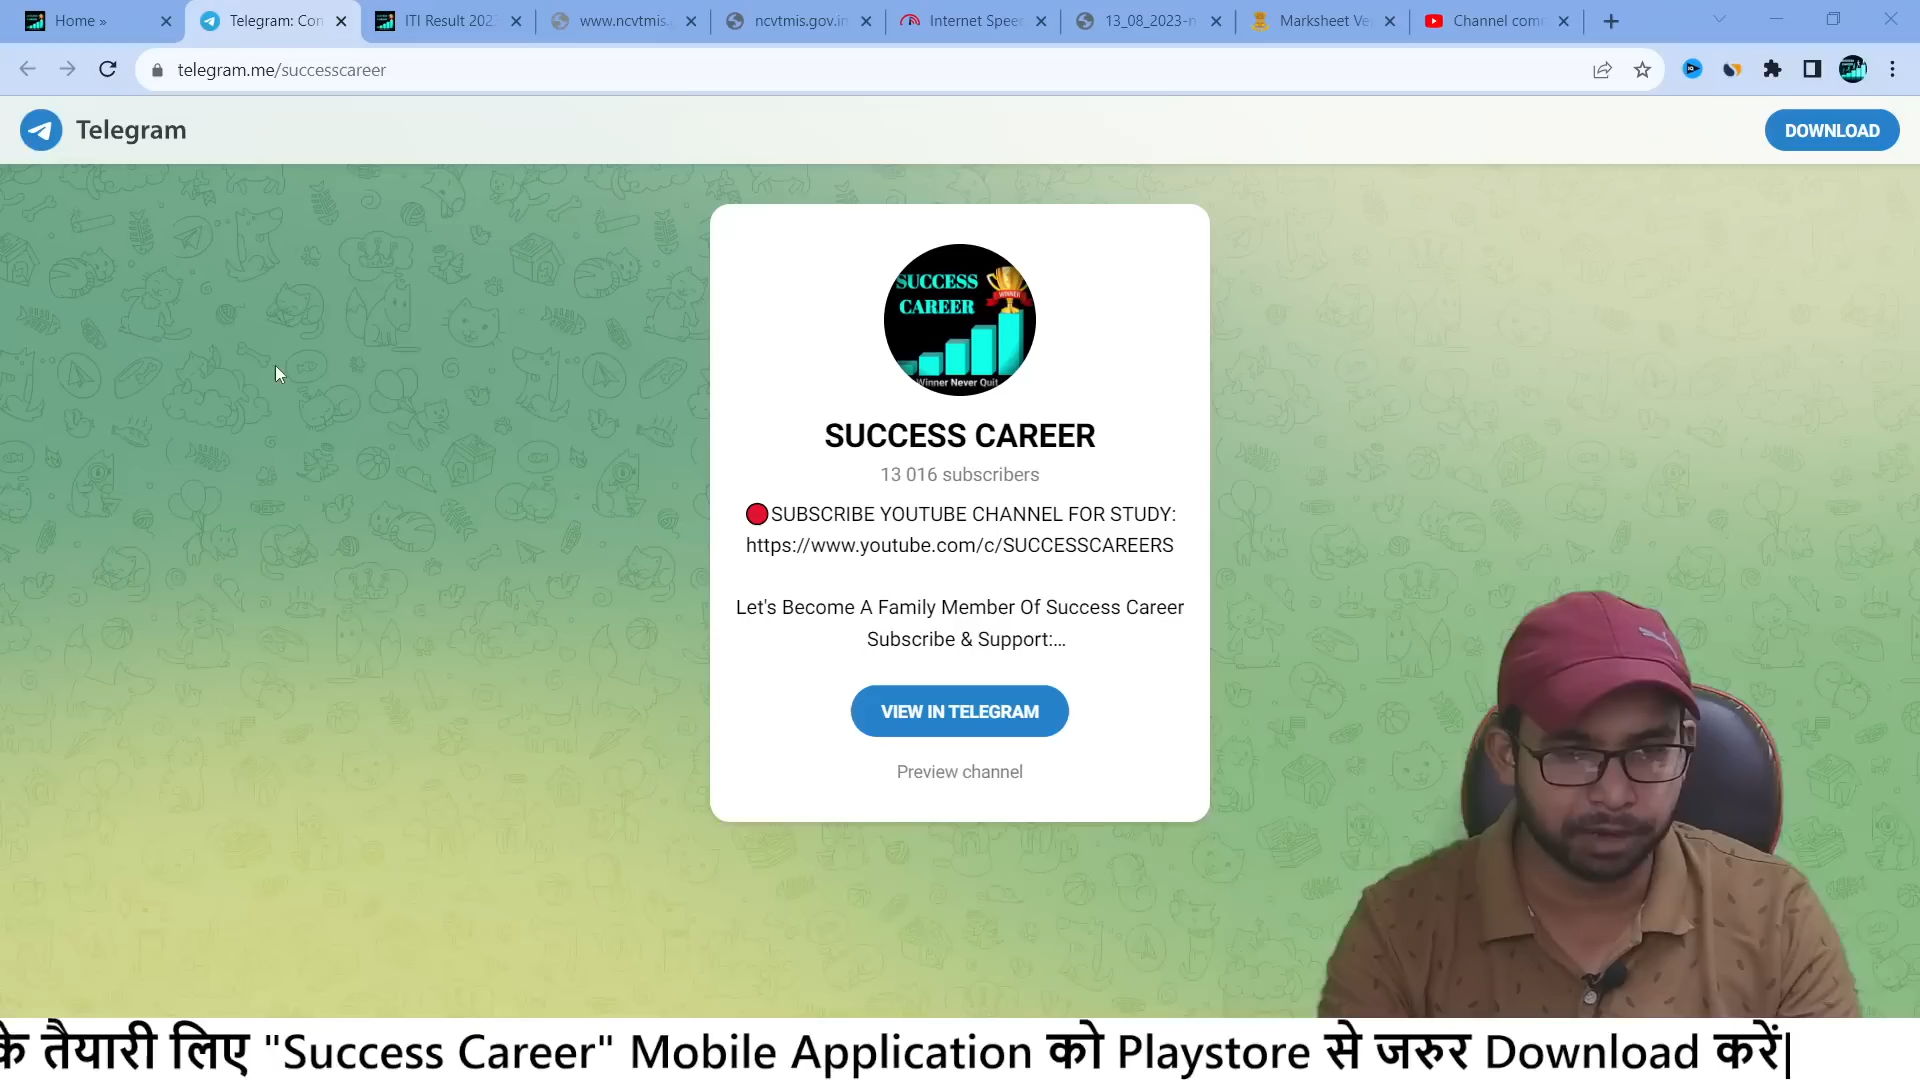 Home »
Telegram: Con
ITI Result 202
www.ncvtmis.
ncvtmis.gov.in
Internet Spee
13_08_2023-n
Marksheet Ve
Channel com
telegram.me/successcareer
Telegram
DOWNLOAD
SUCCESS
CAREER
WINNER
Winner Never Quit
SUCCESS CAREER
13 016 subscribers
🔴SUBSCRIBE YOUTUBE CHANNEL FOR STUDY:
https://www.youtube.com/c/SUCCESSCAREERS
Let's Become A Family Member Of Success Career
Subscribe & Support:...
VIEW IN TELEGRAM
Preview channel
के तैयारी लिए "Success Career" Mobile Application को Playstore से जरुर Download करें|